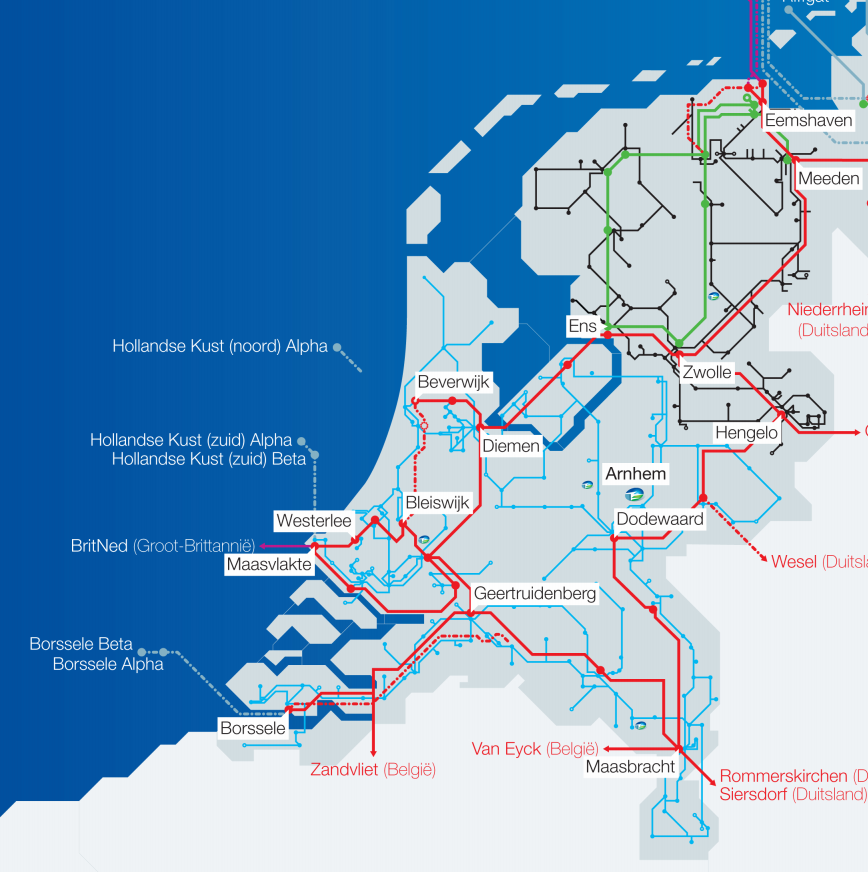 Eemshaven
Meeden
Niederrhein
(Duitsland
Ens
Hollandse Kust (noord) Alpha
Zwolle
Beverwijk
Hengelo
Diemen
Hollandse Kust (zuid) Alpha
Hollandse Kust (zuid) Beta
Arnhem
Bleiswijk
Westerlee
Dodewaard
BritNed (Groot-Brittannië)
Maasvlakte
Wesel (Duitsla
Geertruidenberg
Borssele Beta
Borssele Alpha
Borssele
Van Eyck (België)
Maasbracht
Zandvliet (België)
Rommerskirchen (D
Siersdorf (Duitsland)